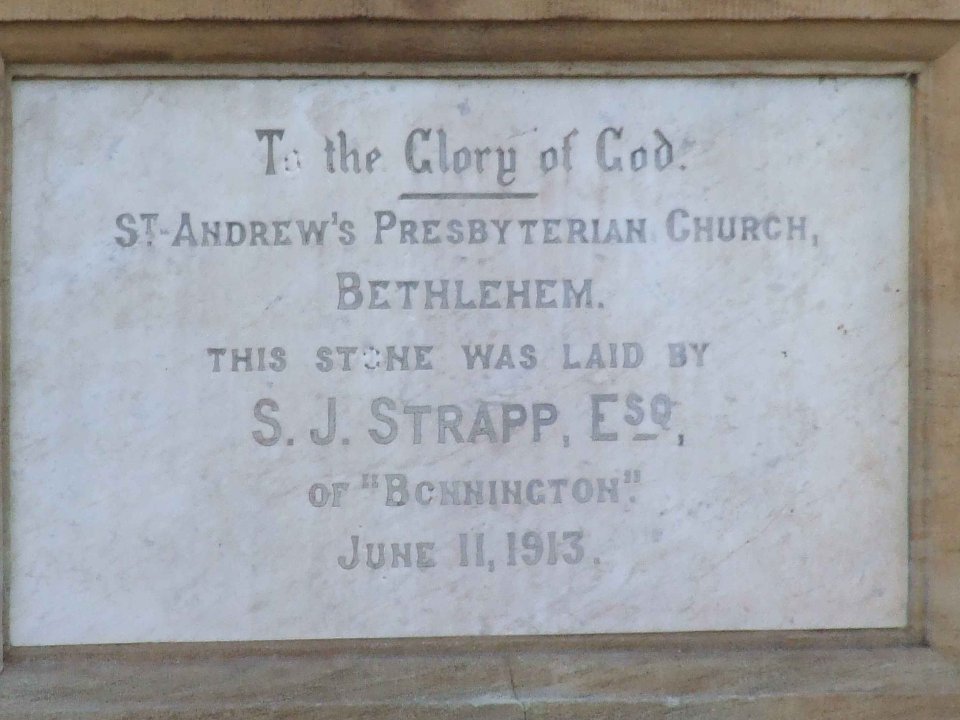 To the Glory of God.
ST. ANDREW'S PRESBYTERIAN CHURCH,
BETHLEHEM.
THIS STONE WAS LAID BY
S. J. STRAPP, ESQ,
OF "BONNINGTON".
JUNE 11, 1913.